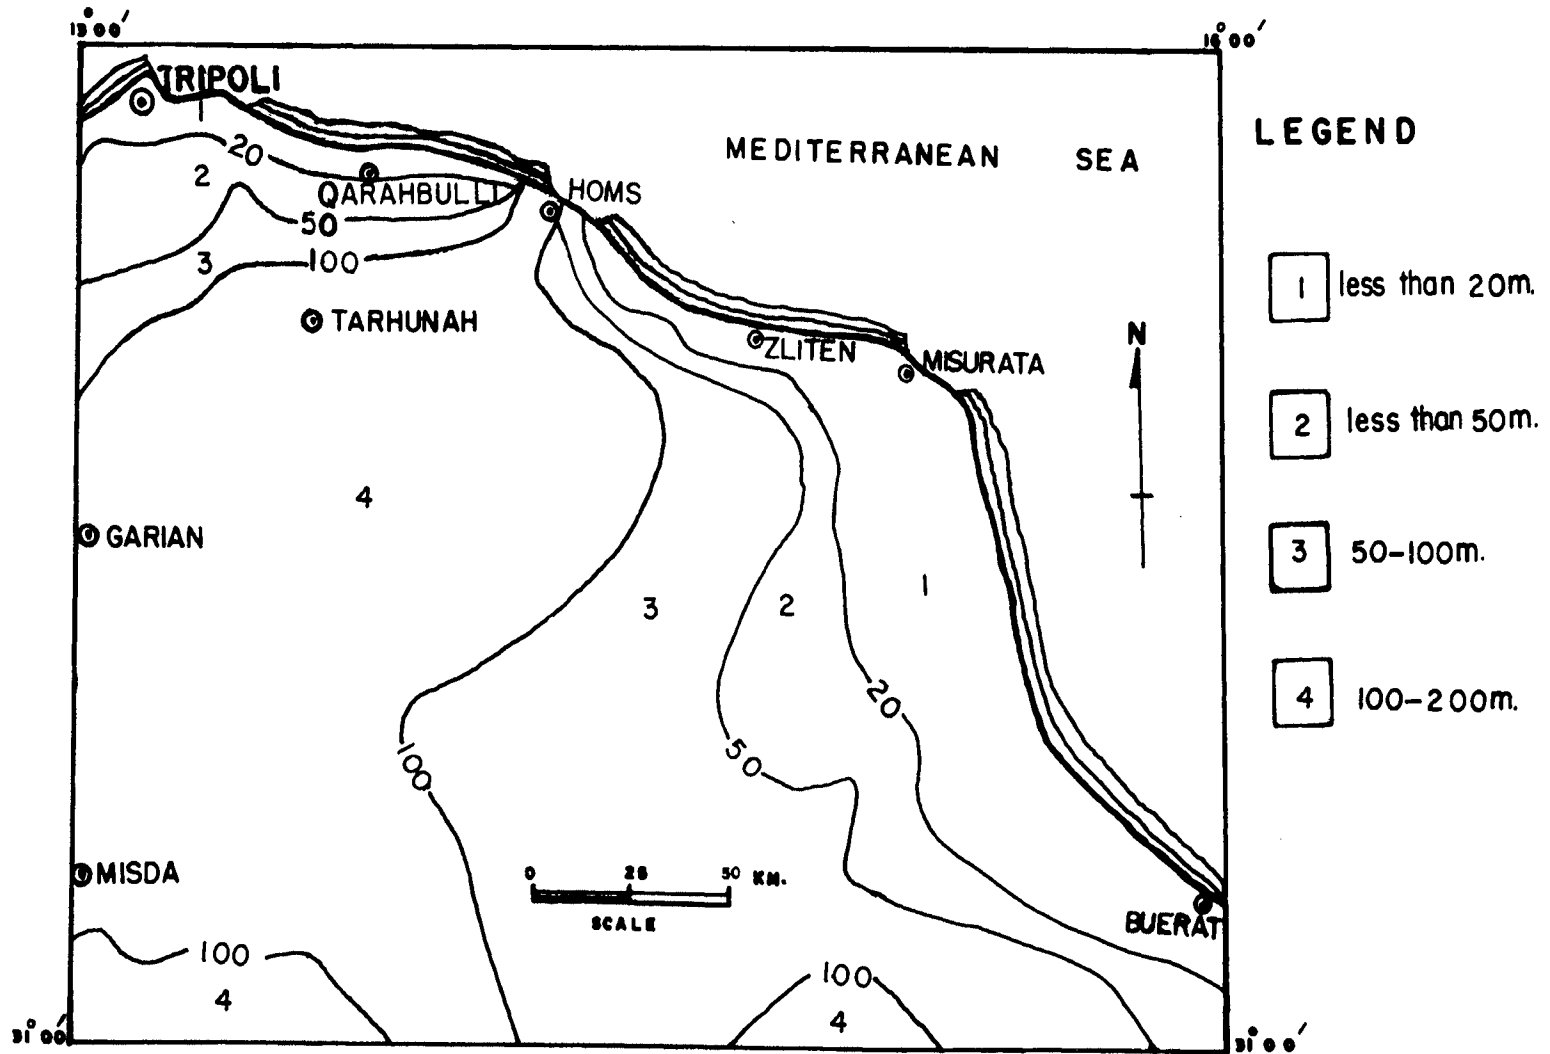 13°00′
16°00′
TRIPOLI
1
LEGEND
20
MEDITERRANEAN SEA
2
QARAHBULLI
HOMS
50
3
100
1 less than 20m.
TARHUNAH
N
ZLITEN
MISURATA
2 less than 50m.
4
GARIAN
3 50-100m.
3
2
1
20
4 100-200m.
50
100
MISDA
0 25 50 KM.
SCALE
BUERAT
100
100
4
4
31°00′
31°00′